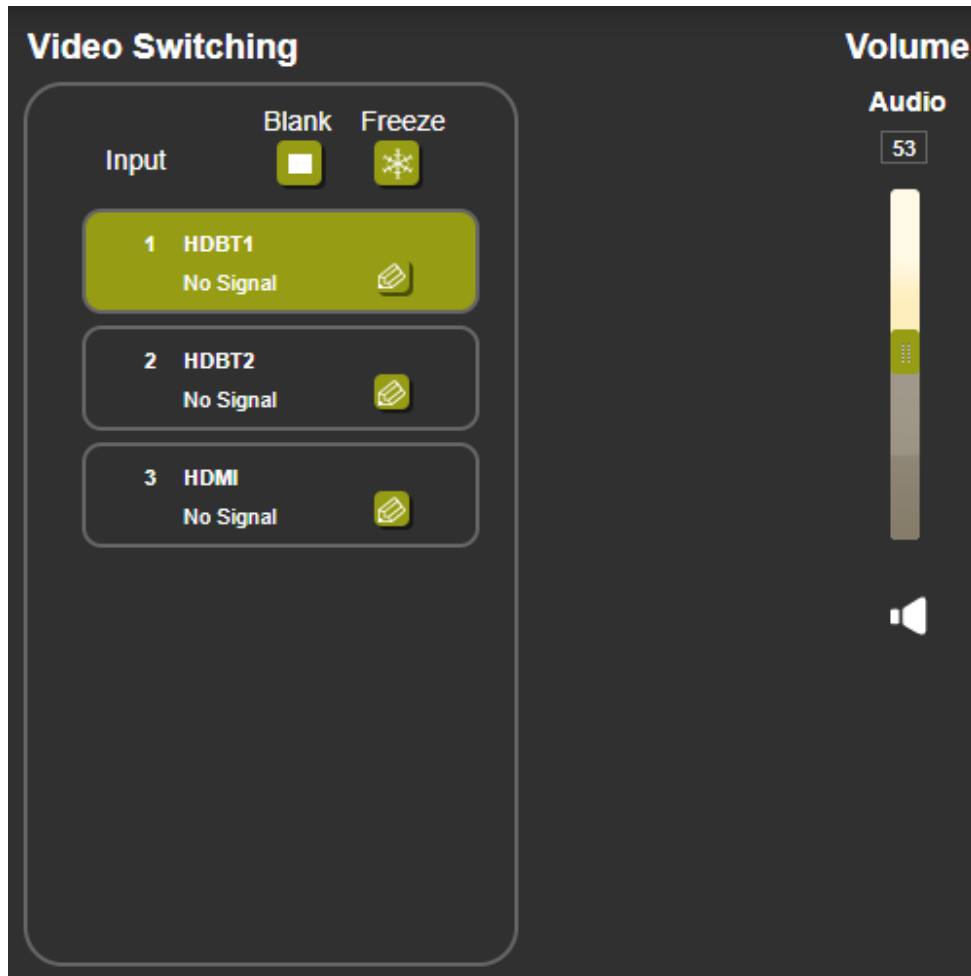 Video Switching
Blank Freeze
Input
1 HDBT1
No Signal
2 HDBT2
No Signal
3 HDMI
No Signal
Volume
Audio
53